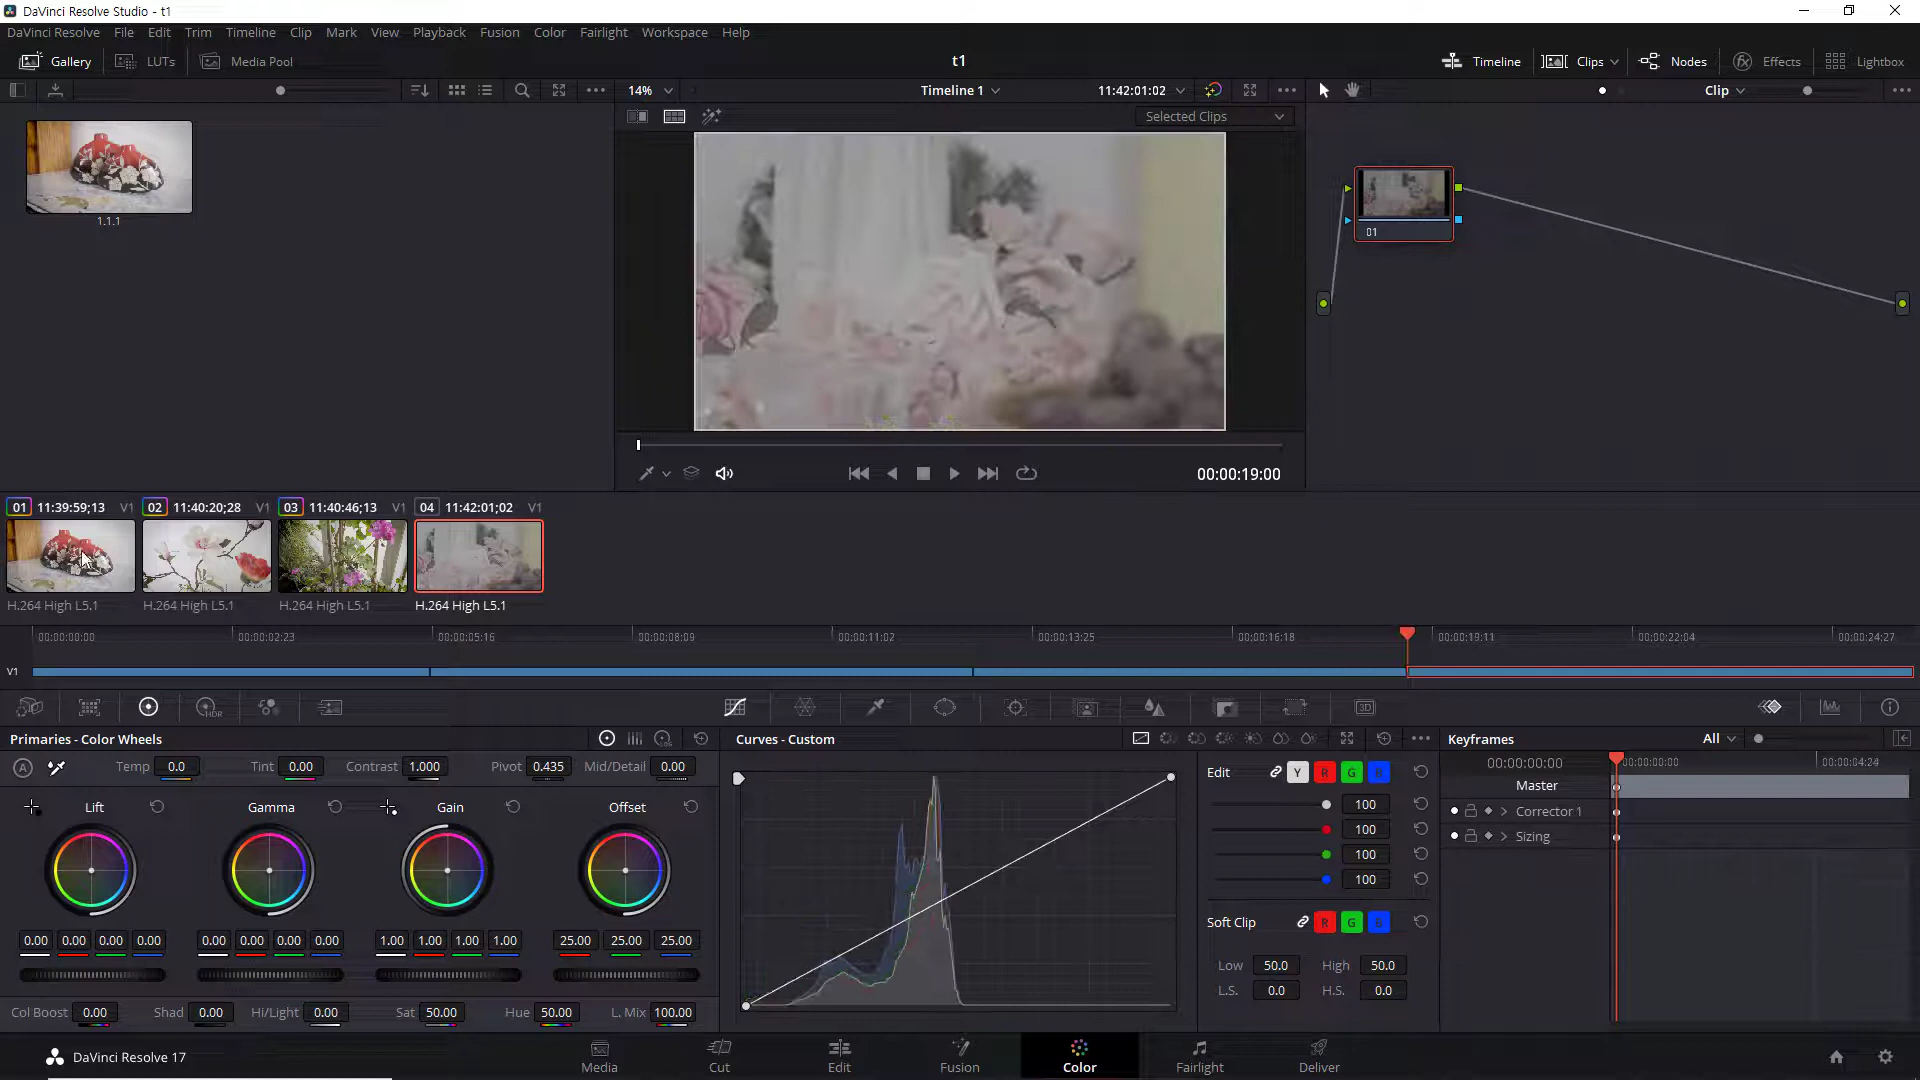 DaVinci Resolve Studio - t1
DaVinci Resolve File Edit Trim Timeline Clip Mark View Playback Fusion Color Fairlight Workspace Help
Gallery LUTs Media Pool t1 Timeline Clips Nodes Effects Lightbox
14% Timeline 1 11:42:01:02 Clip
Selected Clips
1.1.1
01
00:00:19:00
01 11:39:59;13 V1 02 11:40:20;28 V1 03 11:40:46;13 V1 04 11:42:01;02 V1
H.264 High L5.1 H.264 High L5.1 H.264 High L5.1 H.264 High L5.1
00:00:00:00 00:00:02:23 00:00:05:16 00:00:08:09 00:00:11:02 00:00:13:25 00:00:16:18 00:00:19:11 00:00:22:04 00:00:24:27
V1
HDR 3D
Primaries - Color Wheels Curves - Custom Keyframes All
A Temp 0.0 Tint 0.00 Contrast 1.000 Pivot 0.435 Mid/Detail 0.00
Edit Y R G B
00:00:00:00 00:00:00:00 00:00:04:24
Master
Lift Gamma Gain Offset
100
Corrector 1
100
Sizing
100
100
Soft Clip R G B
0.00 0.00 0.00 0.00 0.00 0.00 0.00 0.00 1.00 1.00 1.00 1.00 25.00 25.00 25.00
Low 50.0 High 50.0
L.S. 0.0 H.S. 0.0
Col Boost 0.00 Shad 0.00 Hi/Light 0.00 Sat 50.00 Hue 50.00 L. Mix 100.00
DaVinci Resolve 17 Media Cut Edit Fusion Color Fairlight Deliver